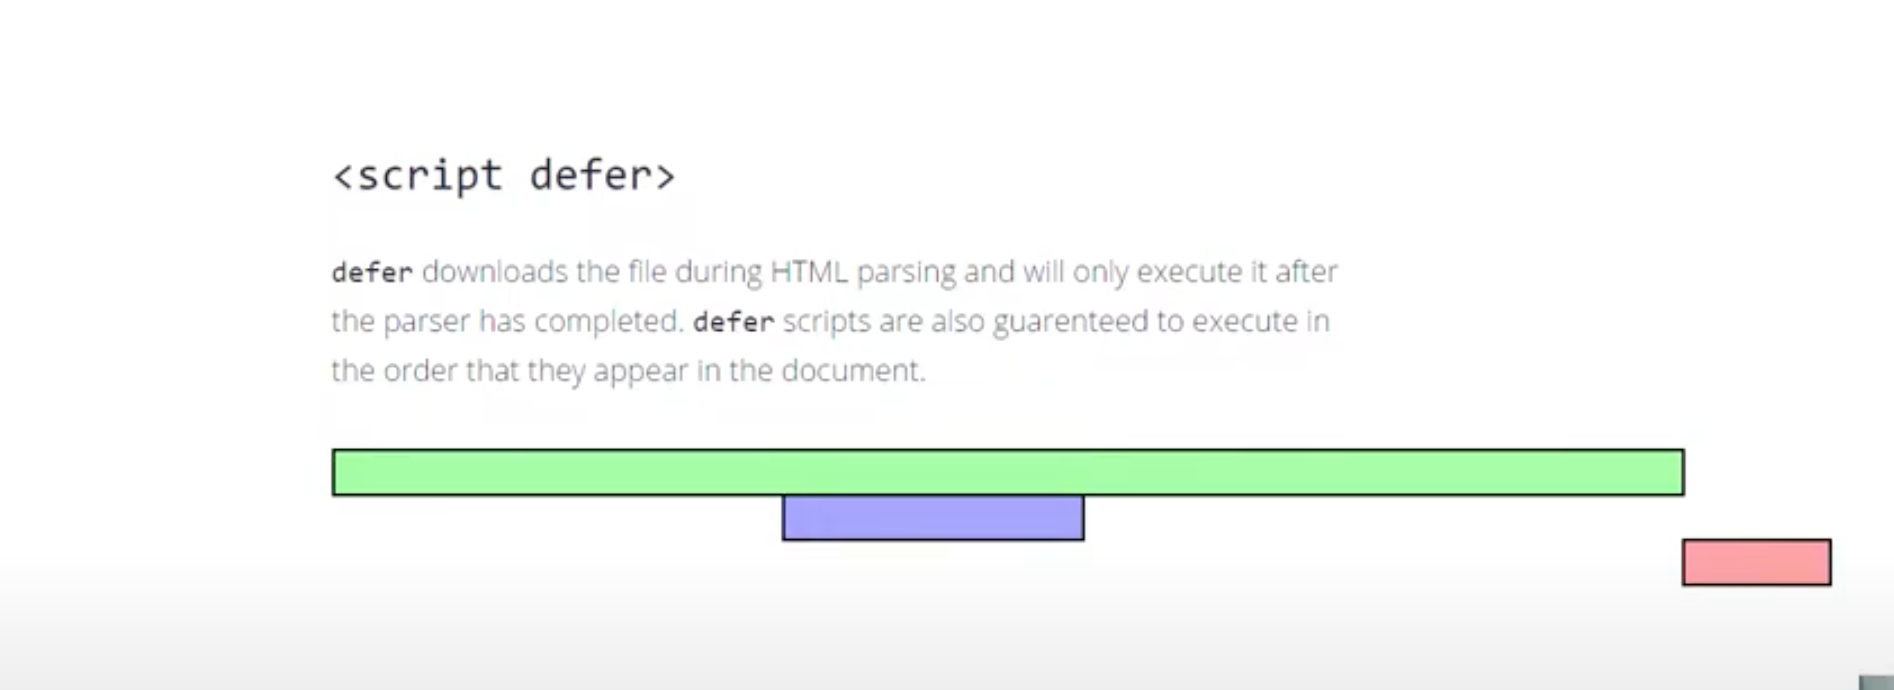 <script defer>
defer downloads the file during HTML parsing and will only execute it after
the parser has completed. defer scripts are also guarenteed to execute in
the order that they appear in the document.